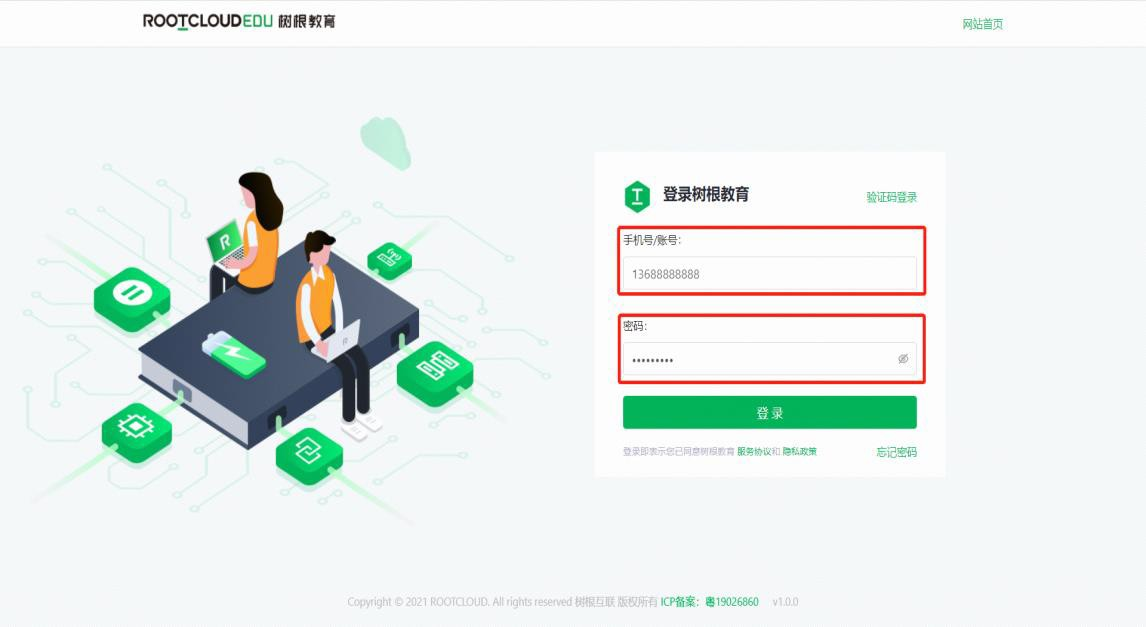 ROOTCLOUDEDU 树根教育
网站首页
登录树根教育
验证码登录
手机号/账号:
13688888888
密码:
•••••••••
登 录
登录即表示您已同意树根教育 服务协议和 隐私政策
忘记密码
R
R
Copyright © 2021 ROOTCLOUD. All rights reserved 树根互联 版权所有 ICP备案：粤19026860 v1.0.0